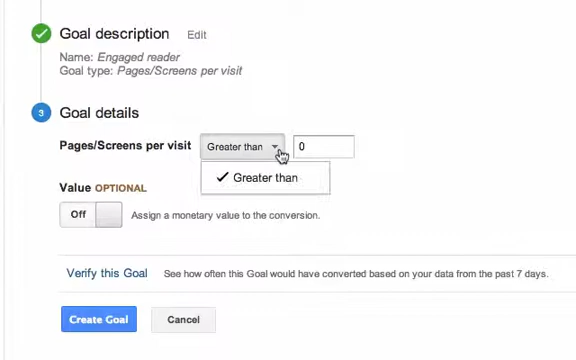 Goal description Edit
Name: Engaged reader
Goal type: Pages/Screens per visit
3 Goal details
Pages/Screens per visit Greater than 0
Greater than
Value OPTIONAL
Off Assign a monetary value to the conversion.
Verify this Goal See how often this Goal would have converted based on your data from the past 7 days.
Create Goal Cancel